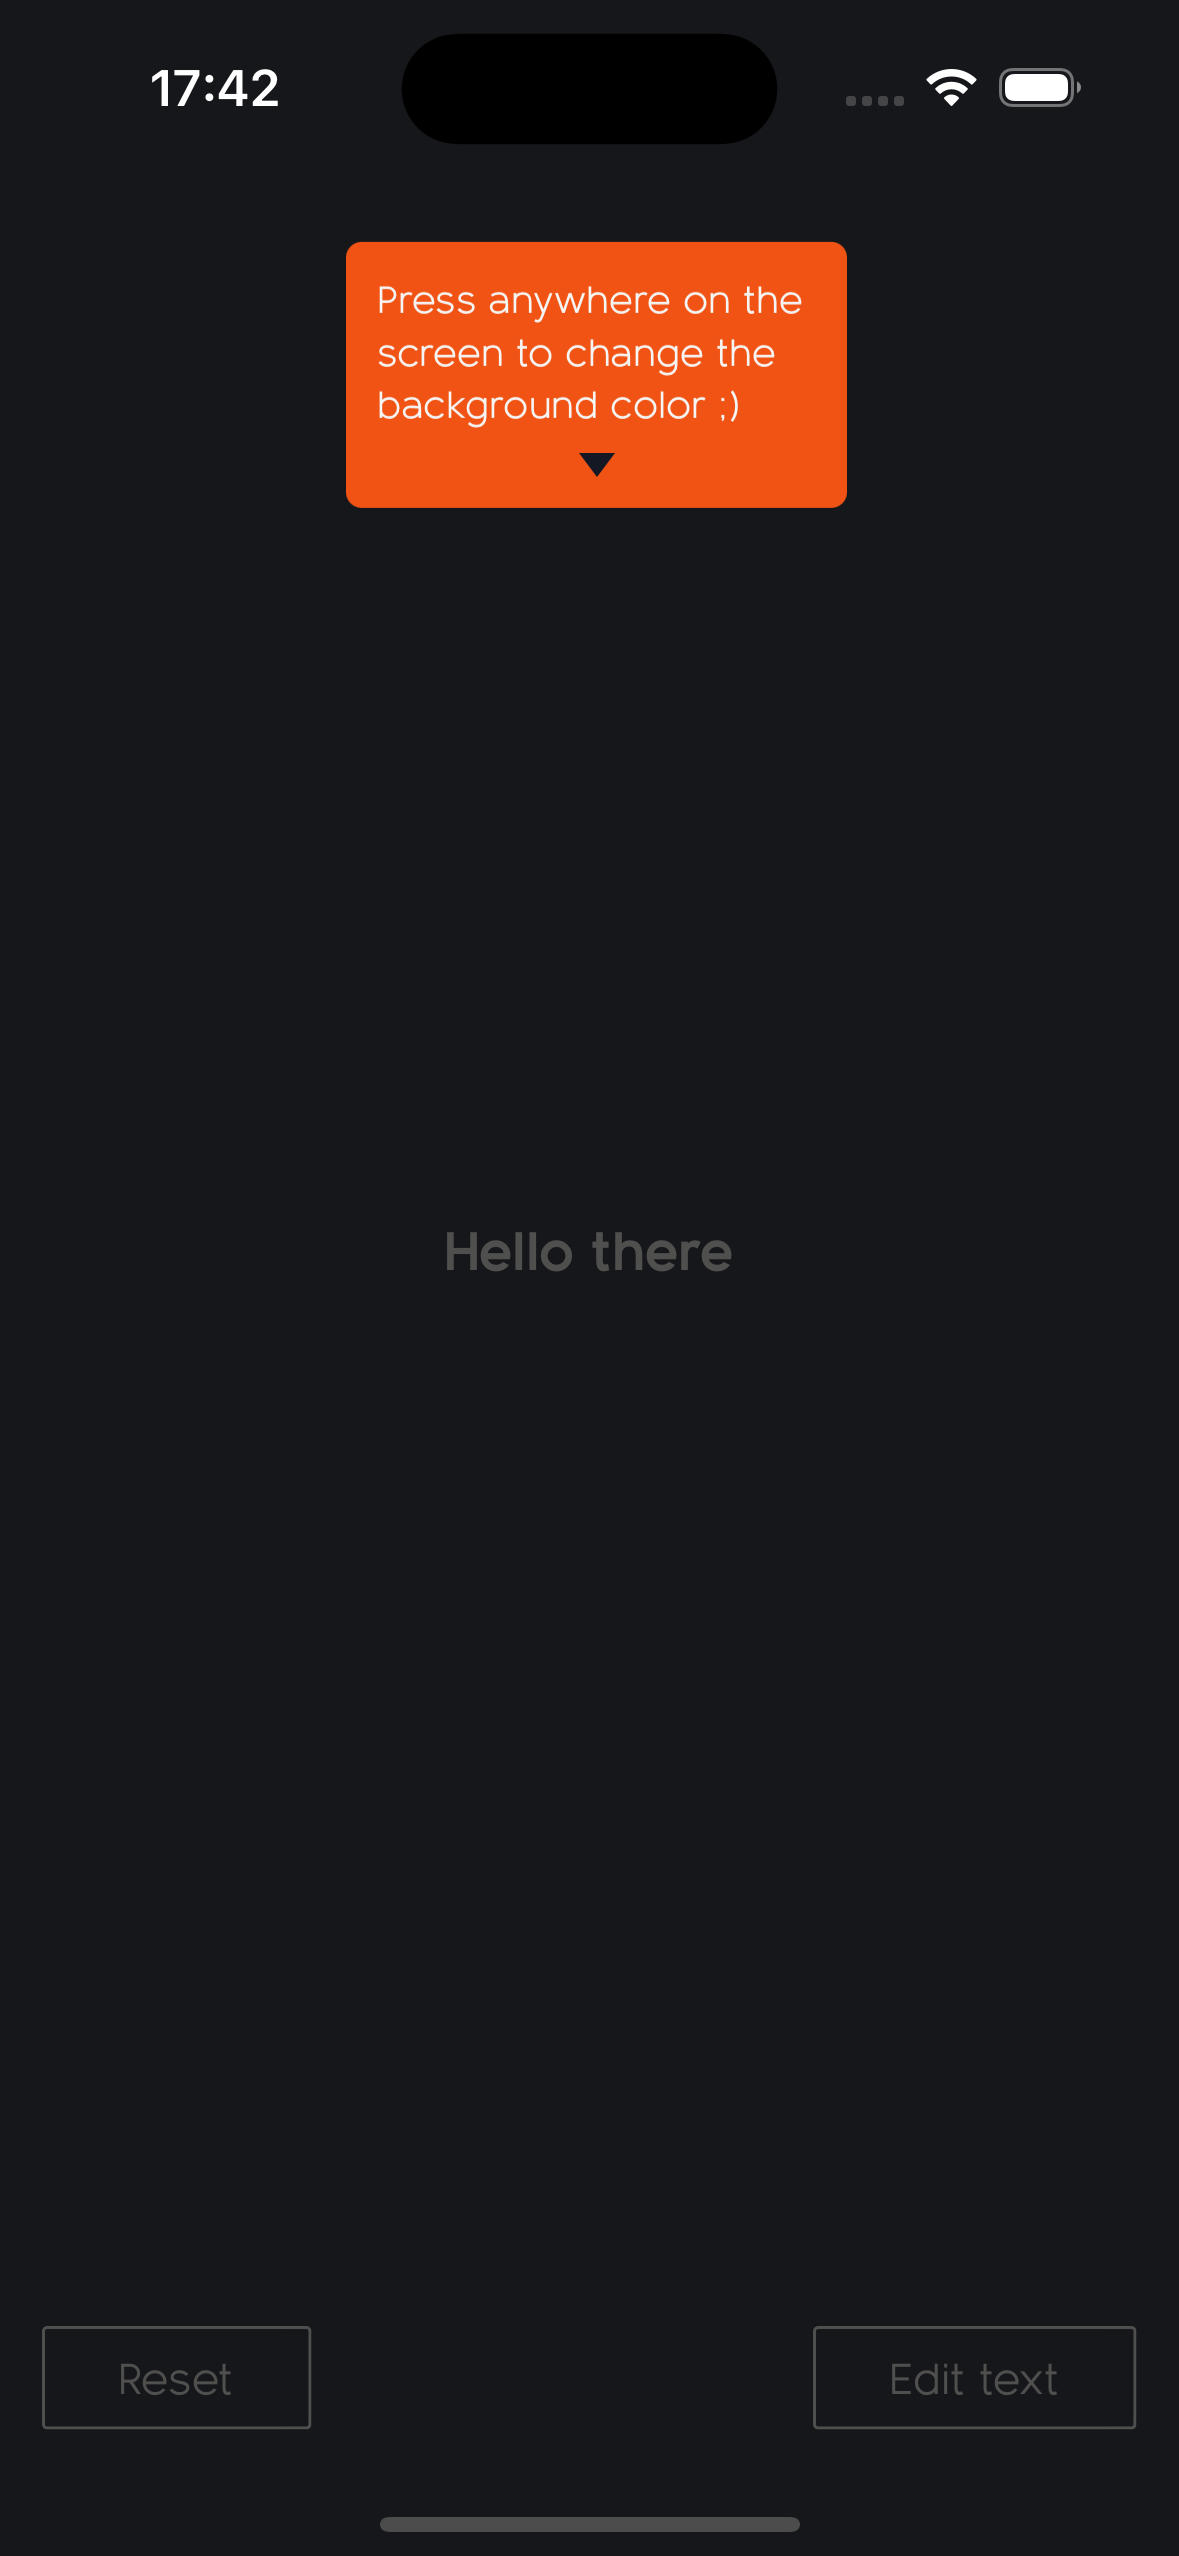 17:42
Press anywhere on the
screen to change the
background color ;)
Hello there
Reset
Edit text